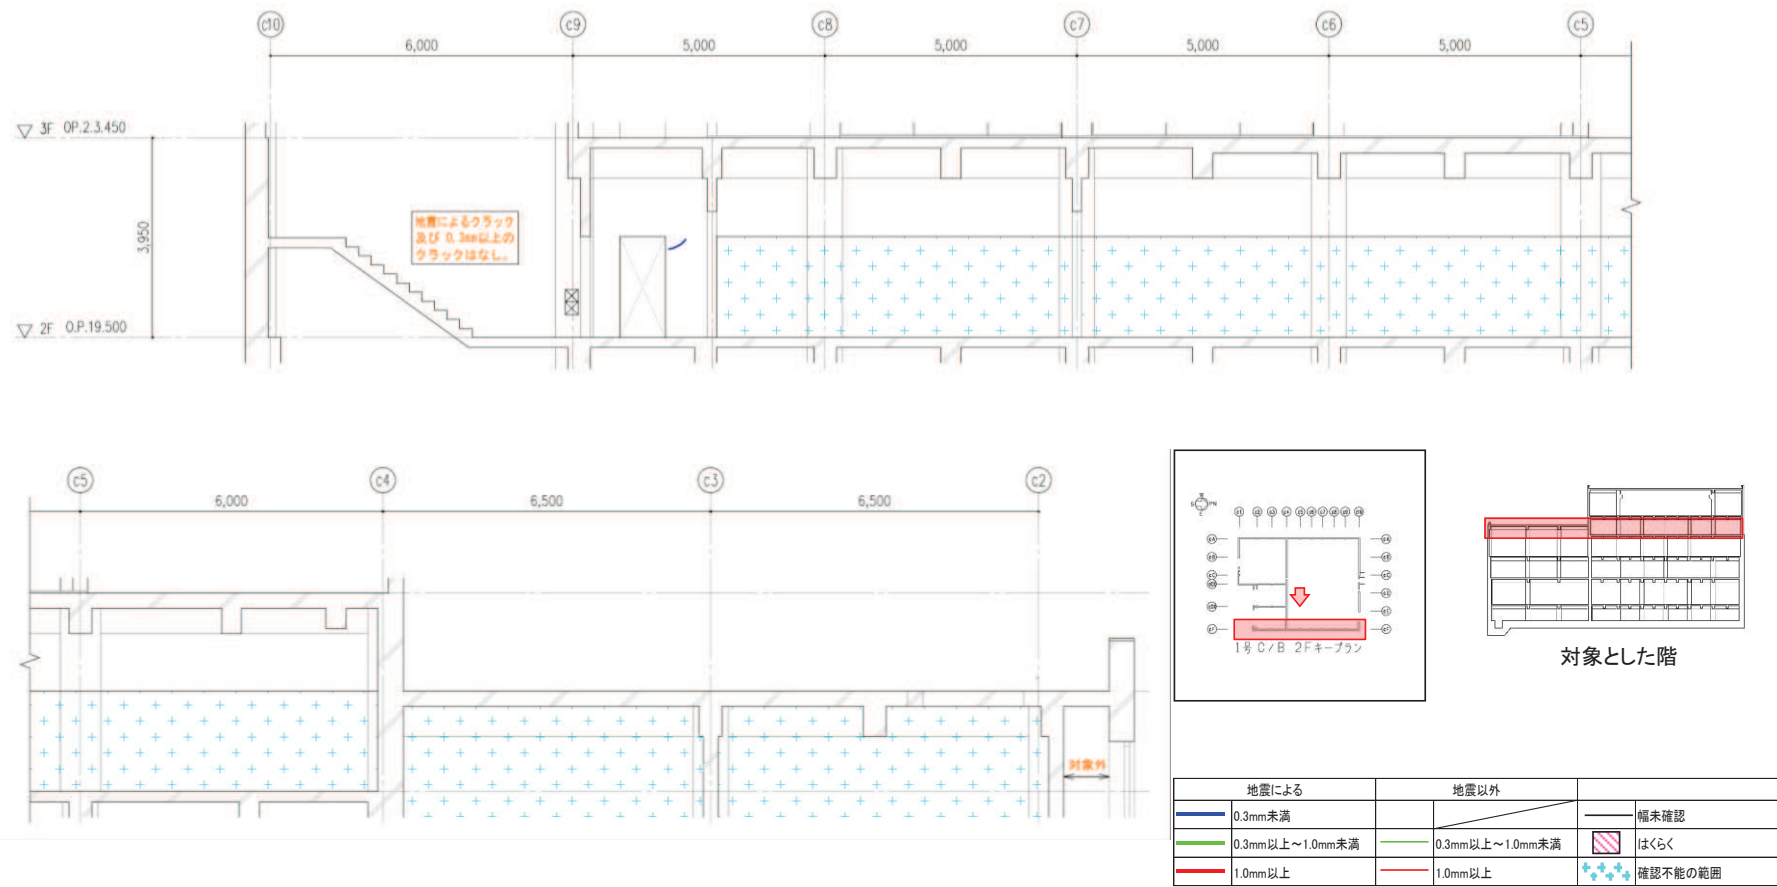 c10 c9 c8 c7 c6 c5
6,000 5,000 5,000 5,000 5,000
3F OP.2.3.450
3,950
地震によるクラック
及び 0.3mm以上の
クラックはなし。
2F O.P.19.500
c5 c4 c3 c2
6,000 6,500 6,500
対象外
1号 C/B 2Fキープラン
対象とした階
地震による 地震以外
0.3mm未満 幅未確認
0.3mm以上～1.0mm未満 0.3mm以上～1.0mm未満 はくらく
1.0mm以上 1.0mm以上 確認不能の範囲